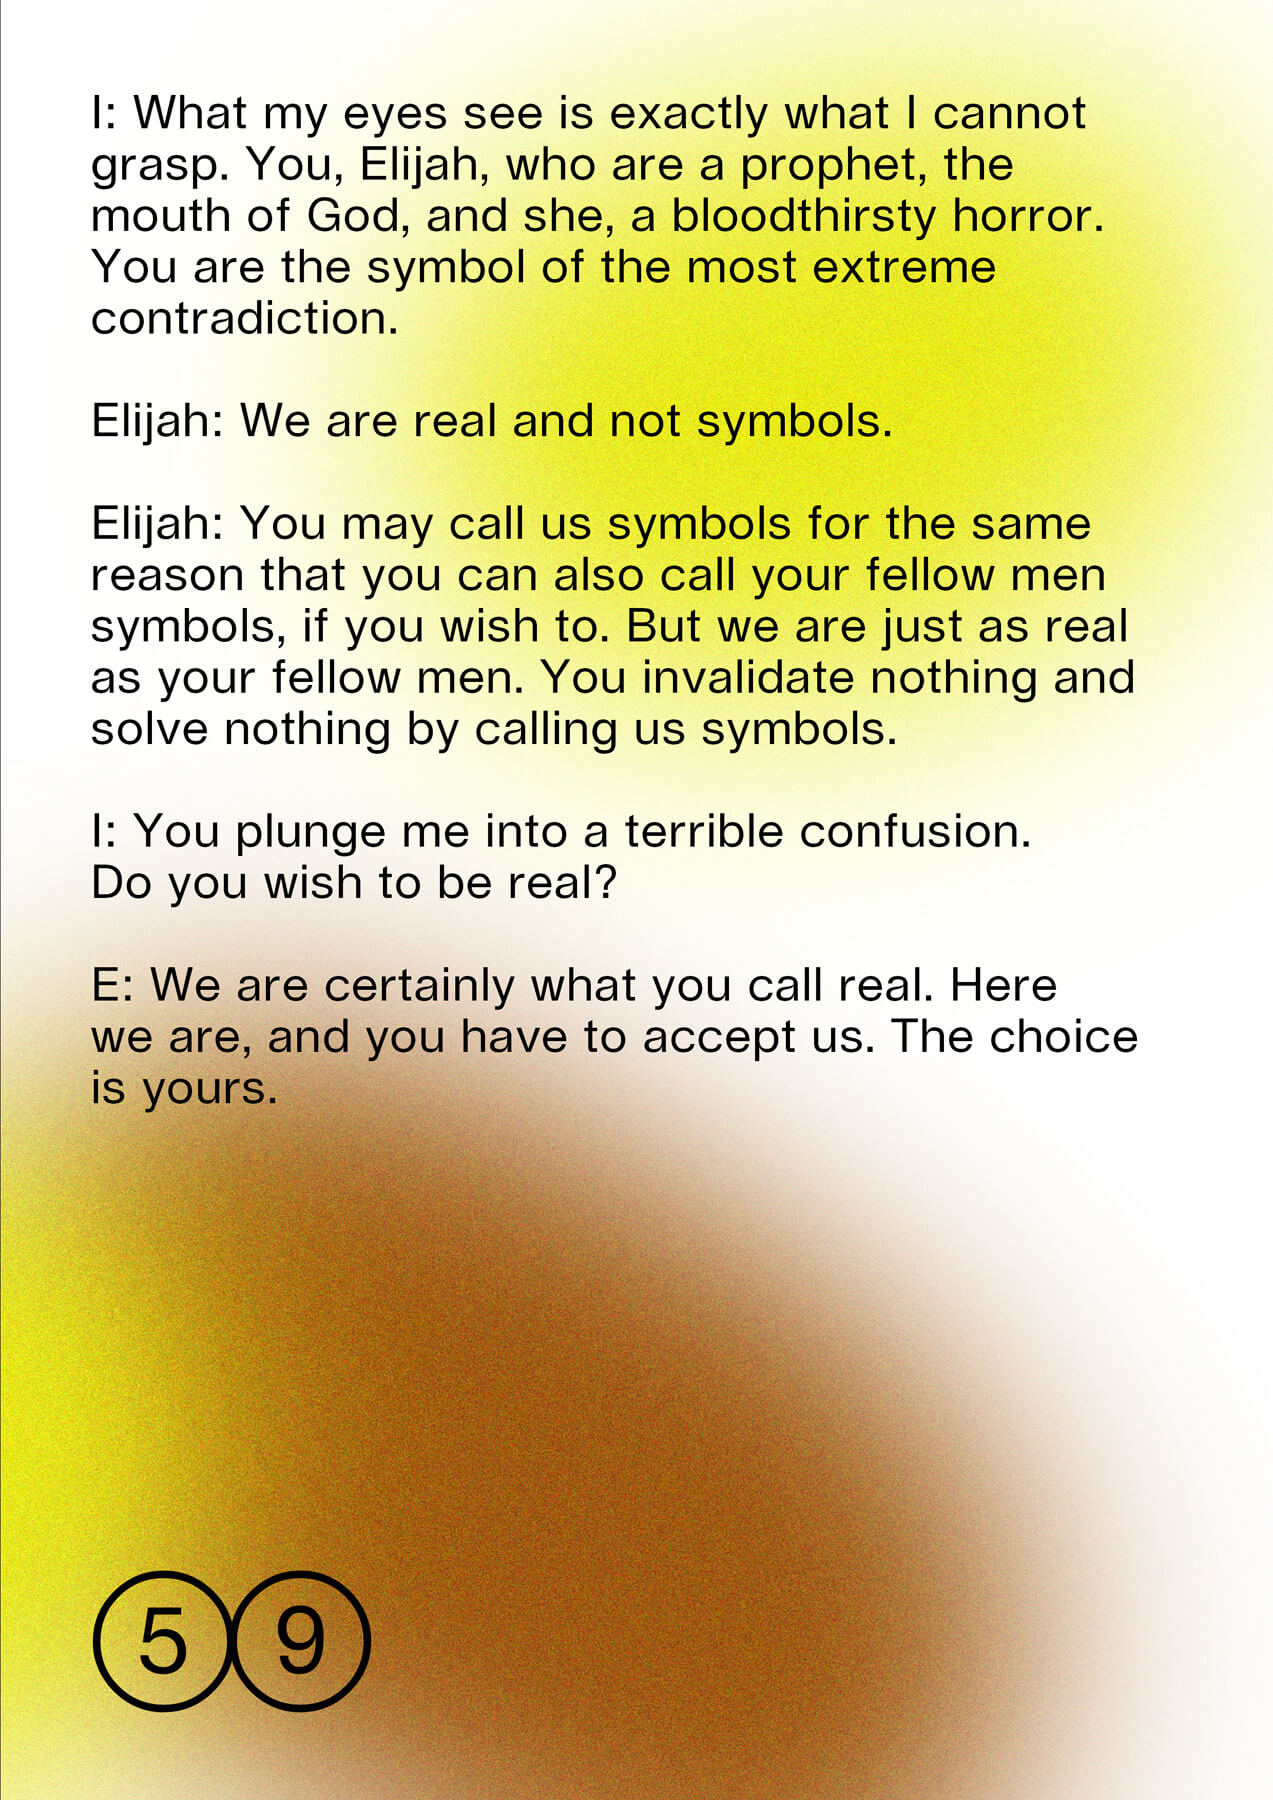 I: What my eyes see is exactly what I cannot
grasp. You, Elijah, who are a prophet, the
mouth of God, and she, a bloodthirsty horror.
You are the symbol of the most extreme
contradiction.
Elijah: We are real and not symbols.
Elijah: You may call us symbols for the same
reason that you can also call your fellow men
symbols, if you wish to. But we are just as real
as your fellow men. You invalidate nothing and
solve nothing by calling us symbols.
I: You plunge me into a terrible confusion.
Do you wish to be real?
E: We are certainly what you call real. Here
we are, and you have to accept us. The choice
is yours.
5 9